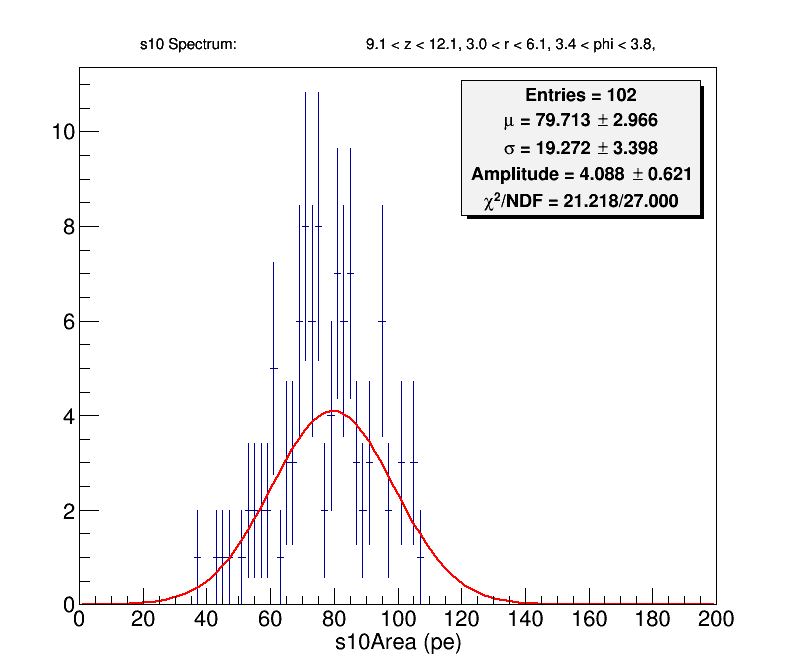 s10 Spectrum: 9.1 < z < 12.1, 3.0 < r < 6.1, 3.4 < phi < 3.8,
Entries = 102
μ = 79.713 ± 2.966
σ = 19.272 ± 3.398
Amplitude = 4.088 ± 0.621
χ²/NDF = 21.218/27.000
10
8
6
4
2
0
0 20 40 60 80 100 120 140 160 180 200
s10Area (pe)